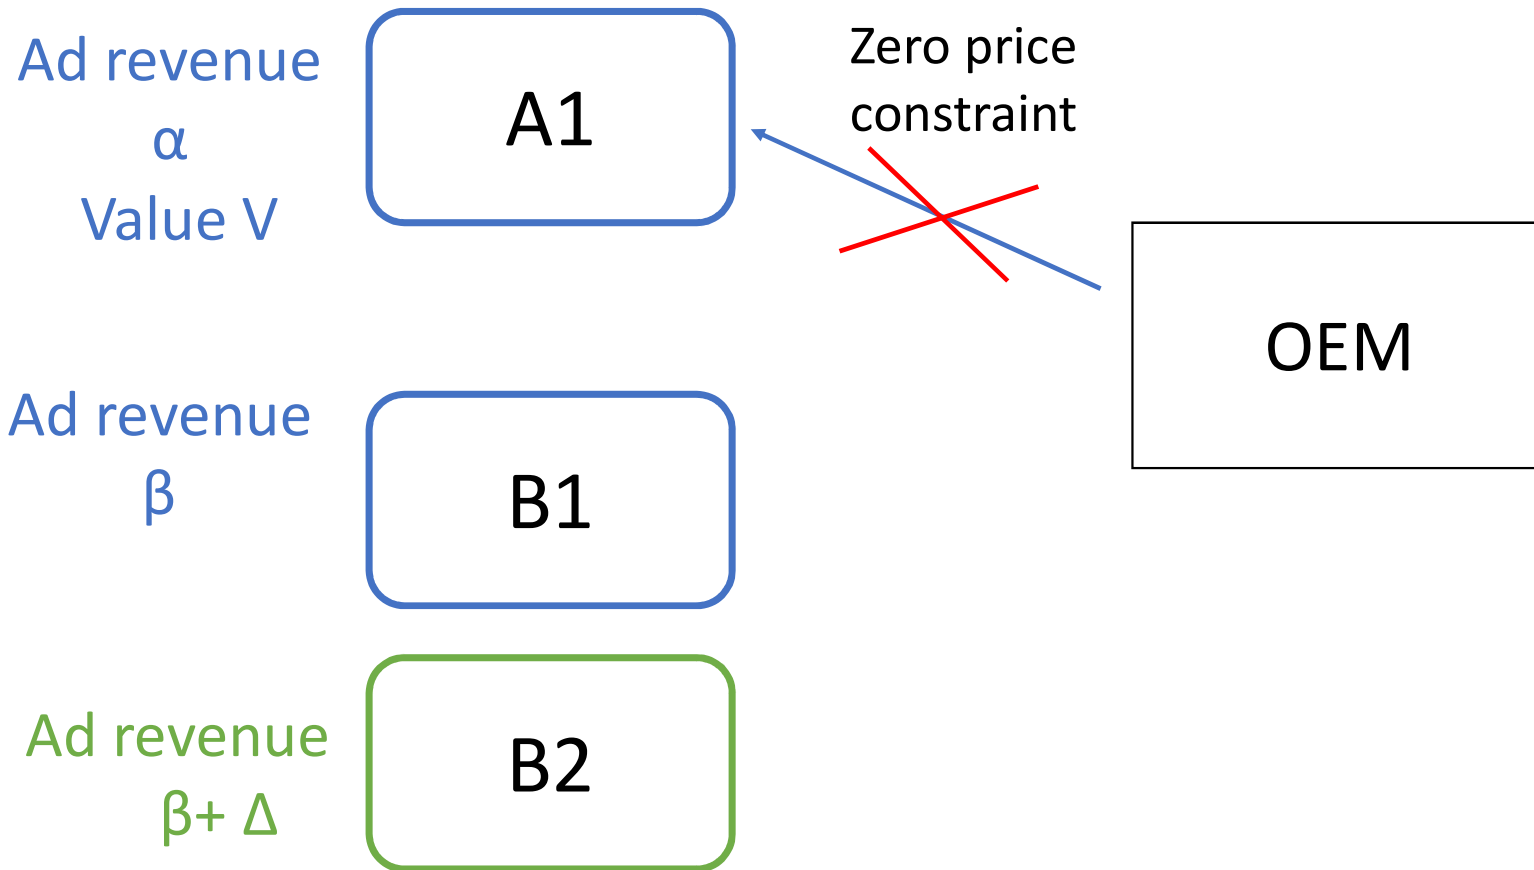 Ad revenue
α
Value V
A1
Zero price
constraint
OEM
Ad revenue
β
B1
Ad revenue
β+ Δ
B2